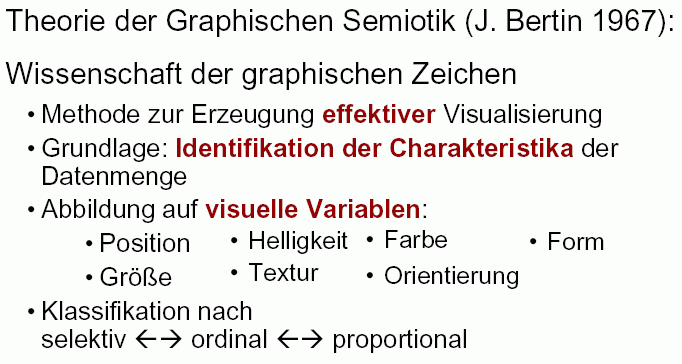 Theorie der Graphischen Semiotik (J. Bertin 1967):
Wissenschaft der graphischen Zeichen
• Methode zur Erzeugung effektiver Visualisierung
• Grundlage: Identifikation der Charakteristika der
Datenmenge
• Abbildung auf visuelle Variablen:
• Position • Helligkeit • Farbe • Form
• Größe • Textur • Orientierung
• Klassifikation nach
selektiv ←→ ordinal ←→ proportional